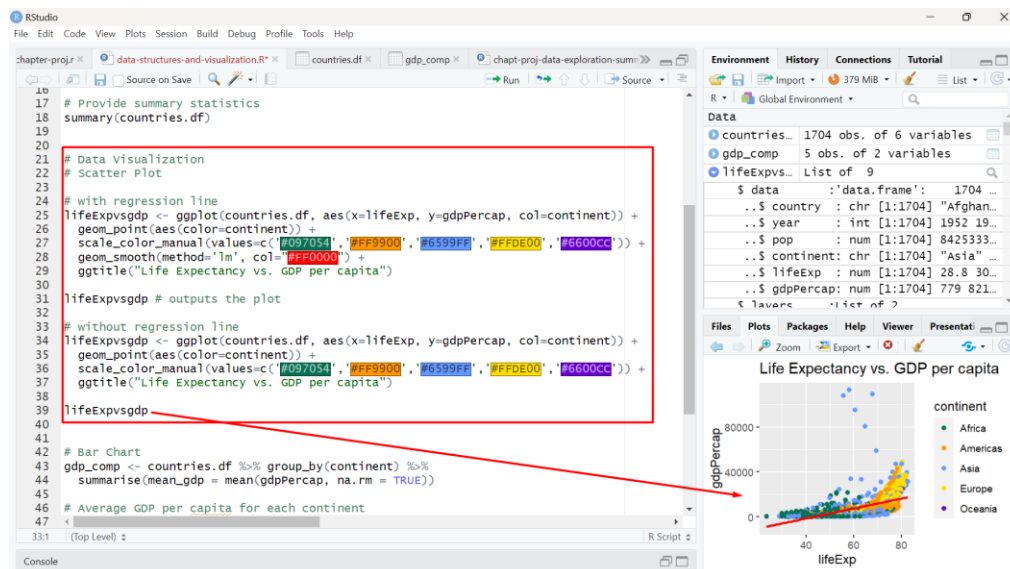 RStudio
File Edit Code View Plots Session Build Debug Profile Tools Help
chapter-proj.r
data-structures-and-visualization.R*
countries.df
gdp_comp
chapt-proj-data-exploration-sumr
Source on Save
Run
Source
16
17 # Provide summary statistics
18 summary(countries.df)
19
20
21 # Data Visualization
22 # Scatter Plot
23
24 # with regression line
25 lifeExpvsgdp <- ggplot(countries.df, aes(x=lifeExp, y=gdpPercap, col=continent)) +
26 geom_point(aes(color=continent)) +
27 scale_color_manual(values=c('#097054','#FF9900','#6599FF','#FFDE00','#6600CC')) +
28 geom_smooth(method='lm', col="#FF0000") +
29 ggtitle("Life Expectancy vs. GDP per capita")
30
31 lifeExpvsgdp # outputs the plot
32
33 # without regression line
34 lifeExpvsgdp <- ggplot(countries.df, aes(x=lifeExp, y=gdpPercap, col=continent)) +
35 geom_point(aes(color=continent)) +
36 scale_color_manual(values=c('#097054','#FF9900','#6599FF','#FFDE00','#6600CC')) +
37 ggtitle("Life Expectancy vs. GDP per capita")
38
39 lifeExpvsgdp
40
41
42 # Bar Chart
43 gdp_comp <- countries.df %>% group_by(continent) %>%
44 summarise(mean_gdp = mean(gdpPercap, na.rm = TRUE))
45
46 # Average GDP per capita for each continent
47
33:1 (Top Level) R Script
Console
Environment History Connections Tutorial
Import 379 MiB List
R Global Environment
Data
countries… 1704 obs. of 6 variables
gdp_comp 5 obs. of 2 variables
lifeExpvs… List of 9
$ data :'data.frame': 1704 …
..$ country : chr [1:1704] "Afghan…
..$ year : int [1:1704] 1952 19…
..$ pop : num [1:1704] 8425333…
..$ continent: chr [1:1704] "Asia" …
..$ lifeExp : num [1:1704] 28.8 30…
..$ gdpPercap: num [1:1704] 779 821…
$ layers :List of 2
Files Plots Packages Help Viewer Presentati
Zoom Export
Life Expectancy vs. GDP per capita
gdpPercap
80000
40000
0
40 60 80
lifeExp
continent
Africa
Americas
Asia
Europe
Oceania